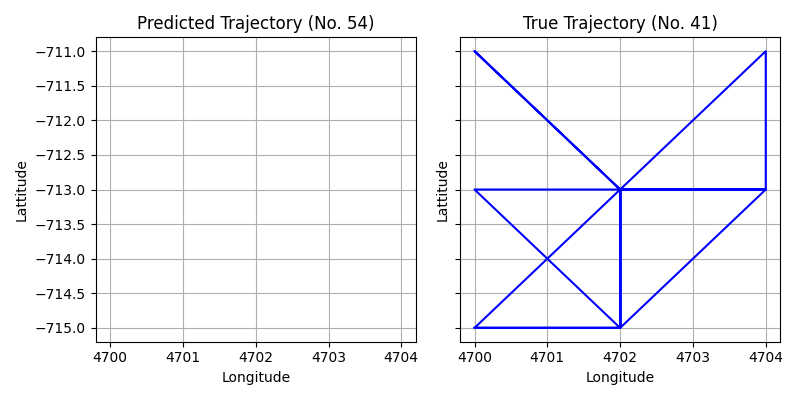 Predicted Trajectory (No. 54)
−711.0
−711.5
−712.0
−712.5
−713.0
−713.5
−714.0
−714.5
−715.0
Lattitude
4700 4701 4702 4703 4704
Longitude
True Trajectory (No. 41)
Lattitude
4700 4701 4702 4703 4704
Longitude